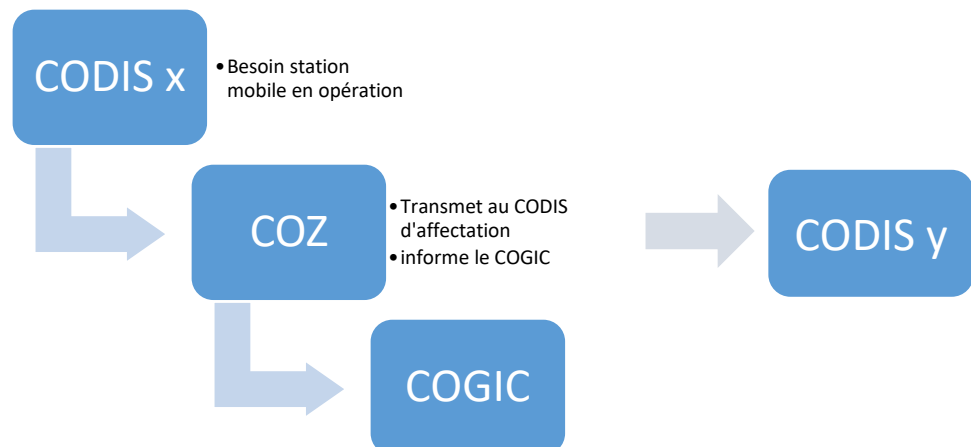 CODIS x
•Besoin station
mobile en opération
COZ
•Transmet au CODIS
d'affectation
•informe le COGIC
CODIS y
COGIC